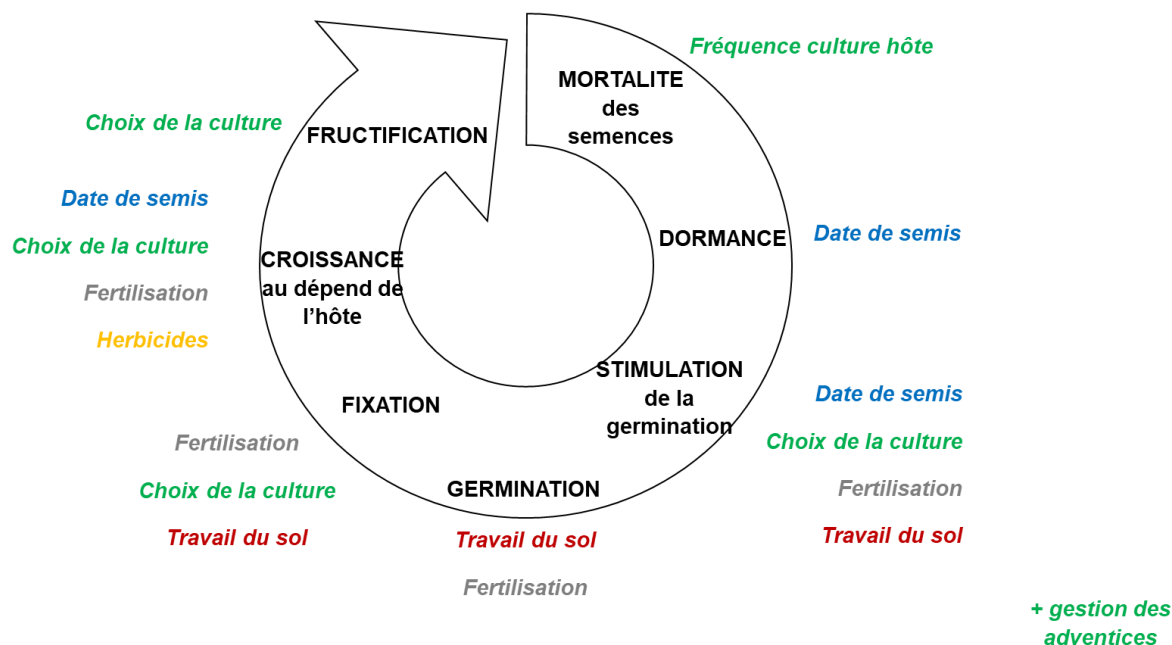 Fréquence culture hôte
MORTALITE
des
semences
DORMANCE
Date de semis
STIMULATION
de la
germination
Date de semis
Choix de la culture
Fertilisation
Travail du sol
GERMINATION
Travail du sol
Fertilisation
FIXATION
Fertilisation
Choix de la culture
Travail du sol
CROISSANCE
au dépend de
l’hôte
Date de semis
Choix de la culture
Fertilisation
Herbicides
FRUCTIFICATION
Choix de la culture
+ gestion des
adventices